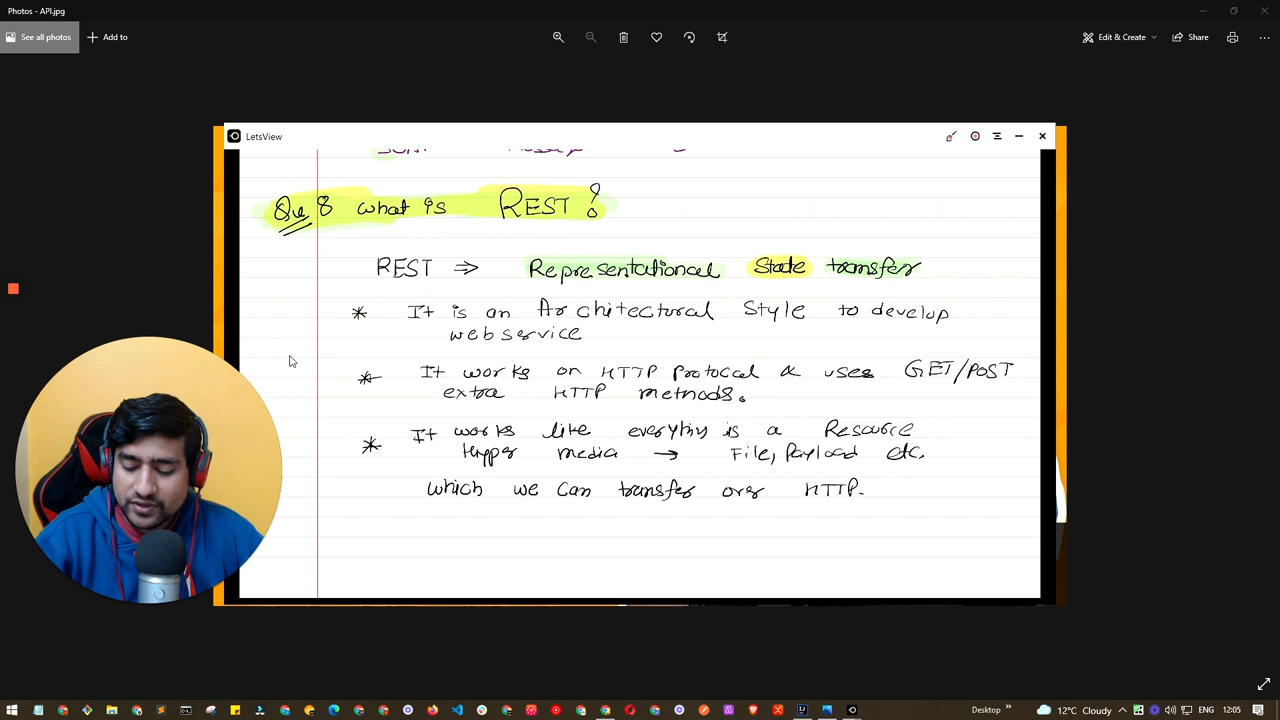 Photos - API.jpg
See all photos
Add to
Edit & Create
Share
LetsView
Que 8 what is REST?
REST ⇒ Representational State transfer
* It is an Architectural Style to develop
webservice
* It works on HTTP Protocal & uses GET/POST
extra HTTP methods.
* It works like everything is a Resource
Hyper media → File, Payload etc.
which we can transfer over HTTP.
Desktop
12°C Cloudy
ENG
12:05